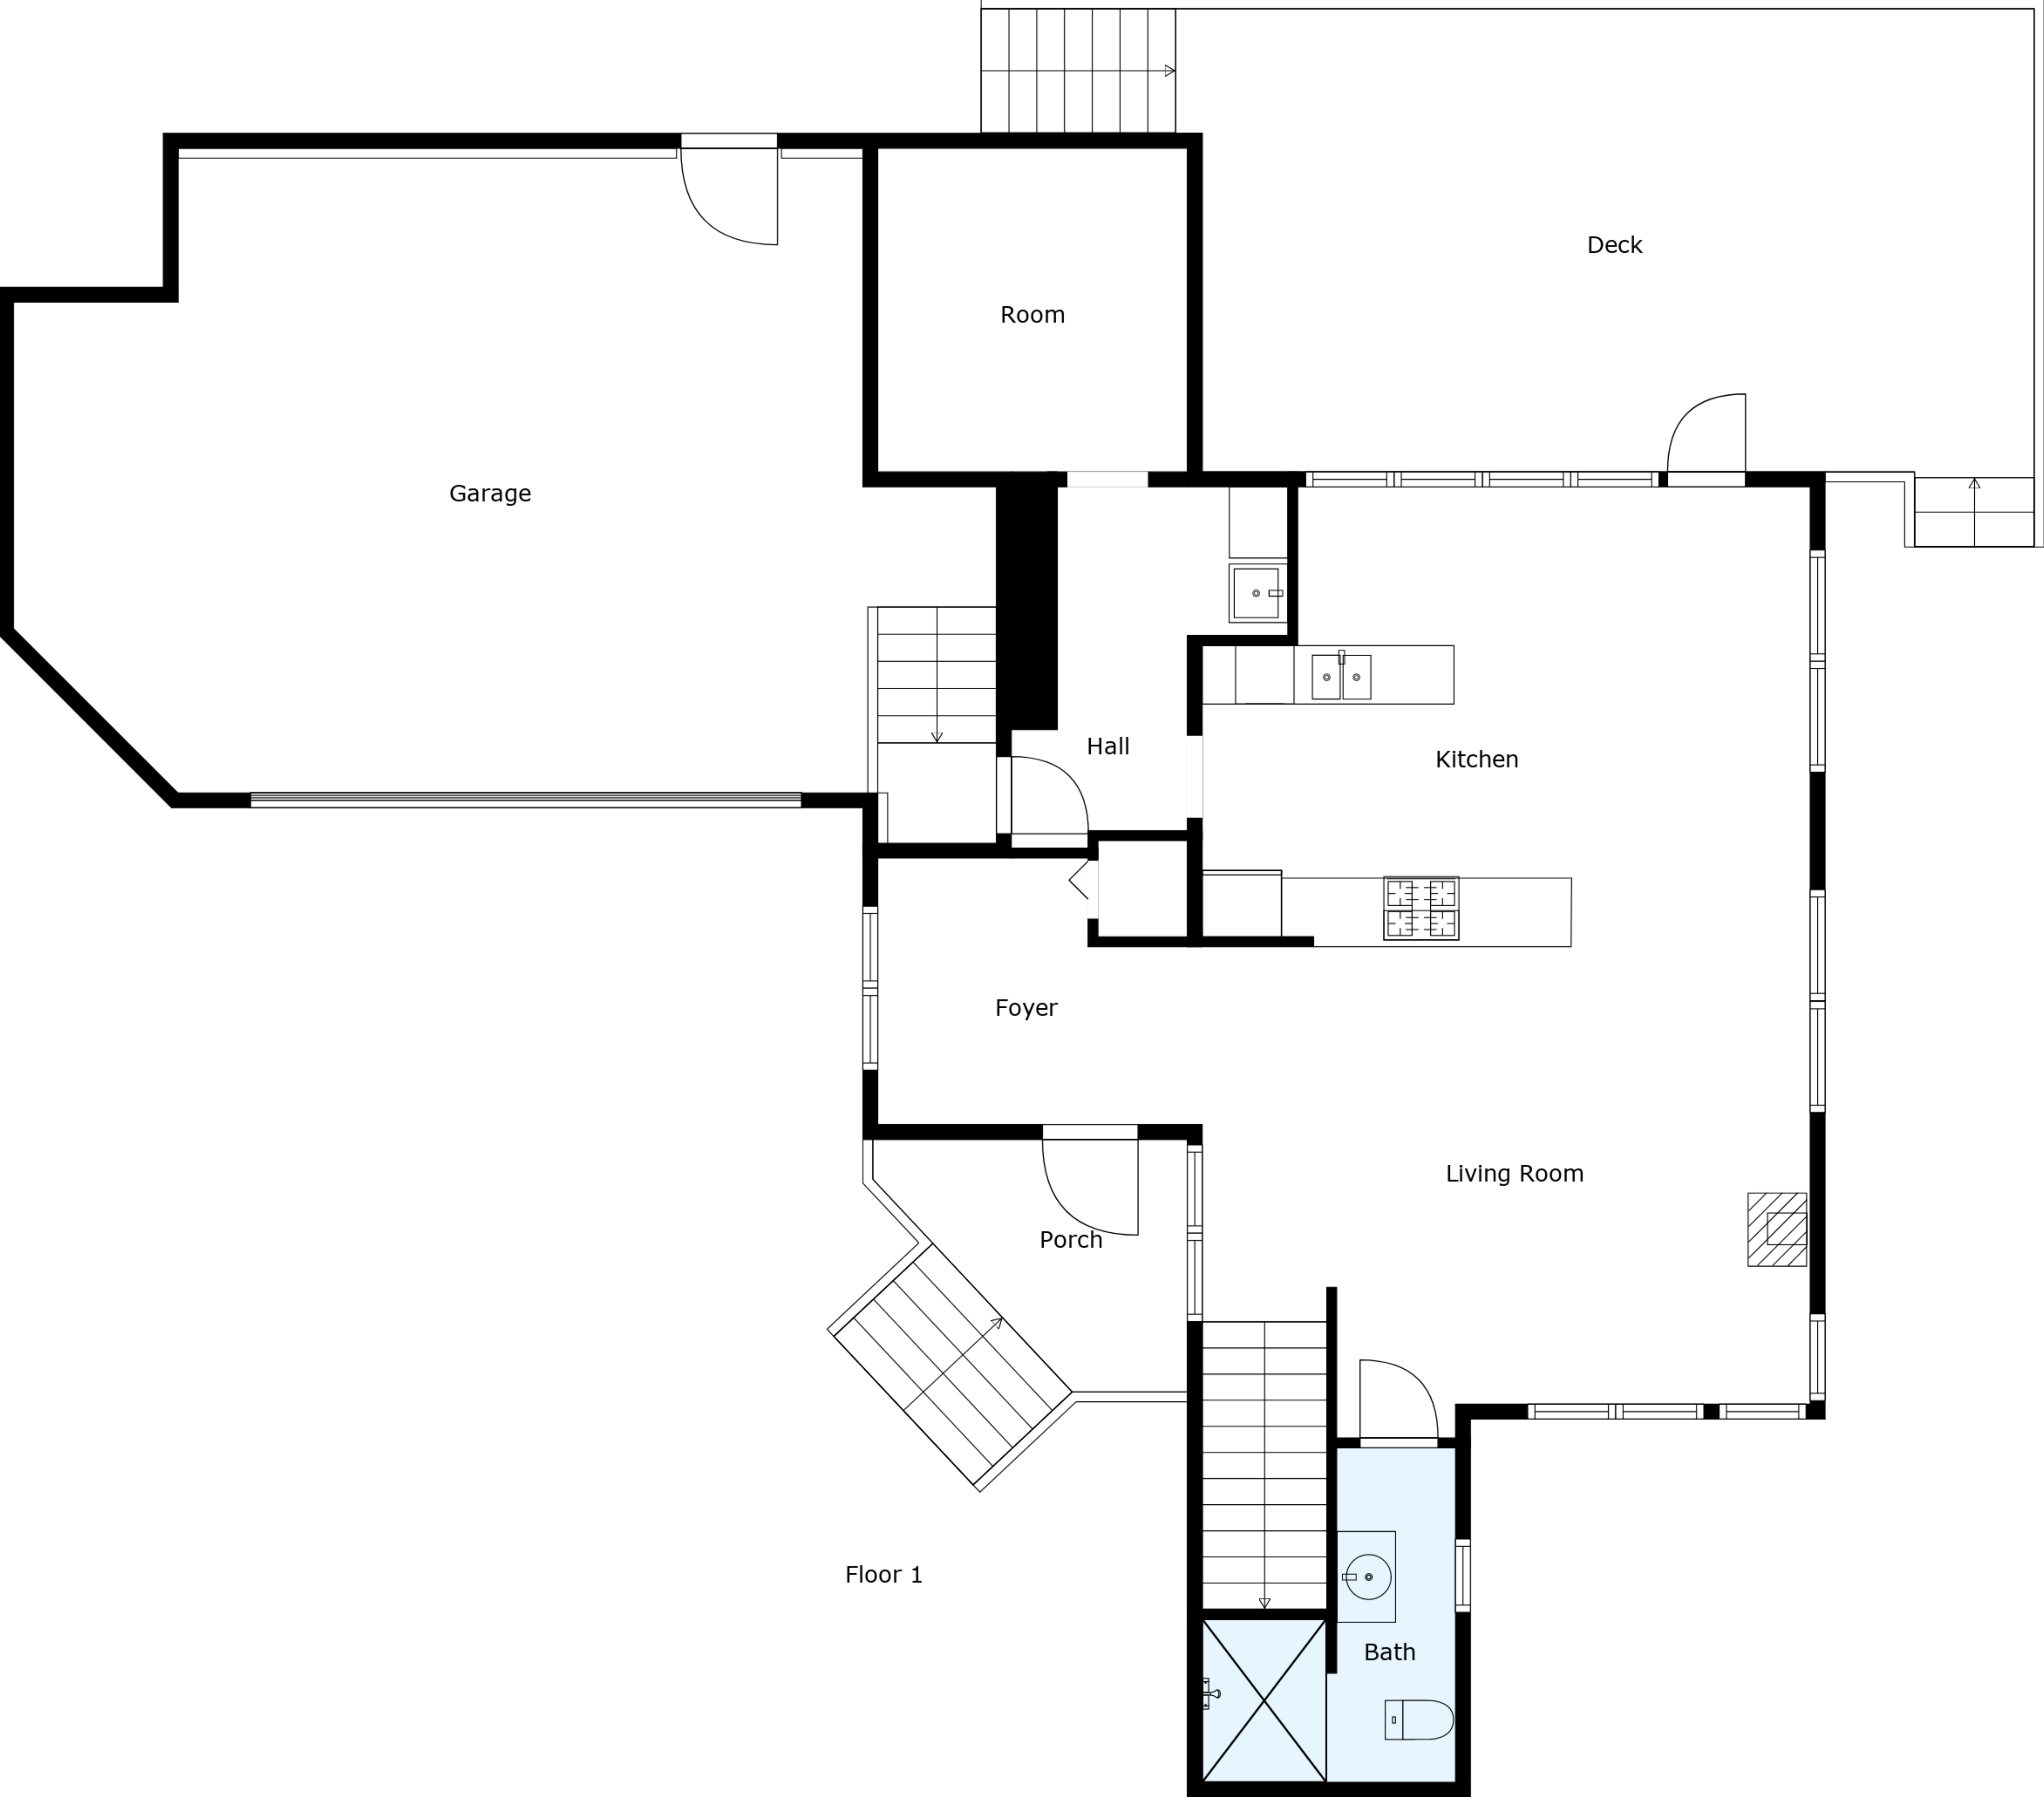 Deck
Room
Garage
Hall
Kitchen
Foyer
Living Room
Porch
Floor 1
Bath